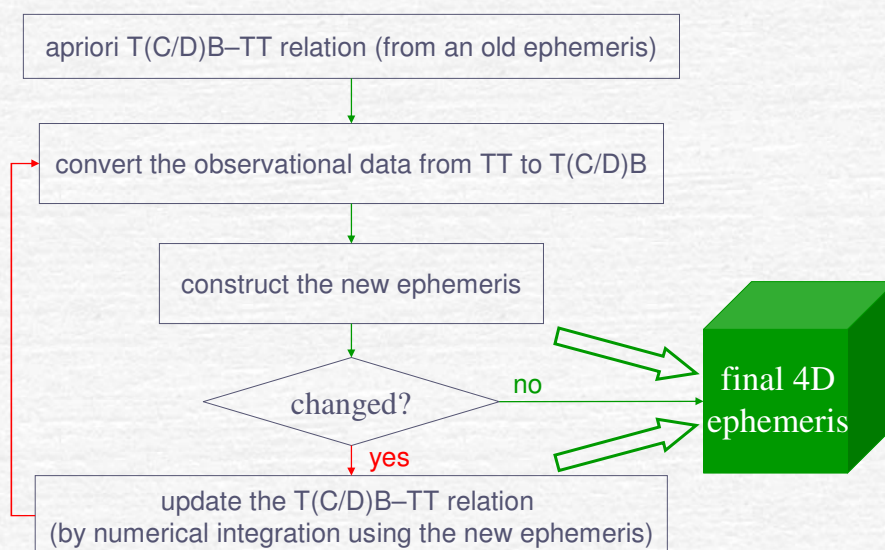 apriori T(C/D)B–TT relation (from an old ephemeris)
convert the observational data from TT to T(C/D)B
construct the new ephemeris
changed?
no
yes
final 4D
ephemeris
update the T(C/D)B–TT relation
(by numerical integration using the new ephemeris)